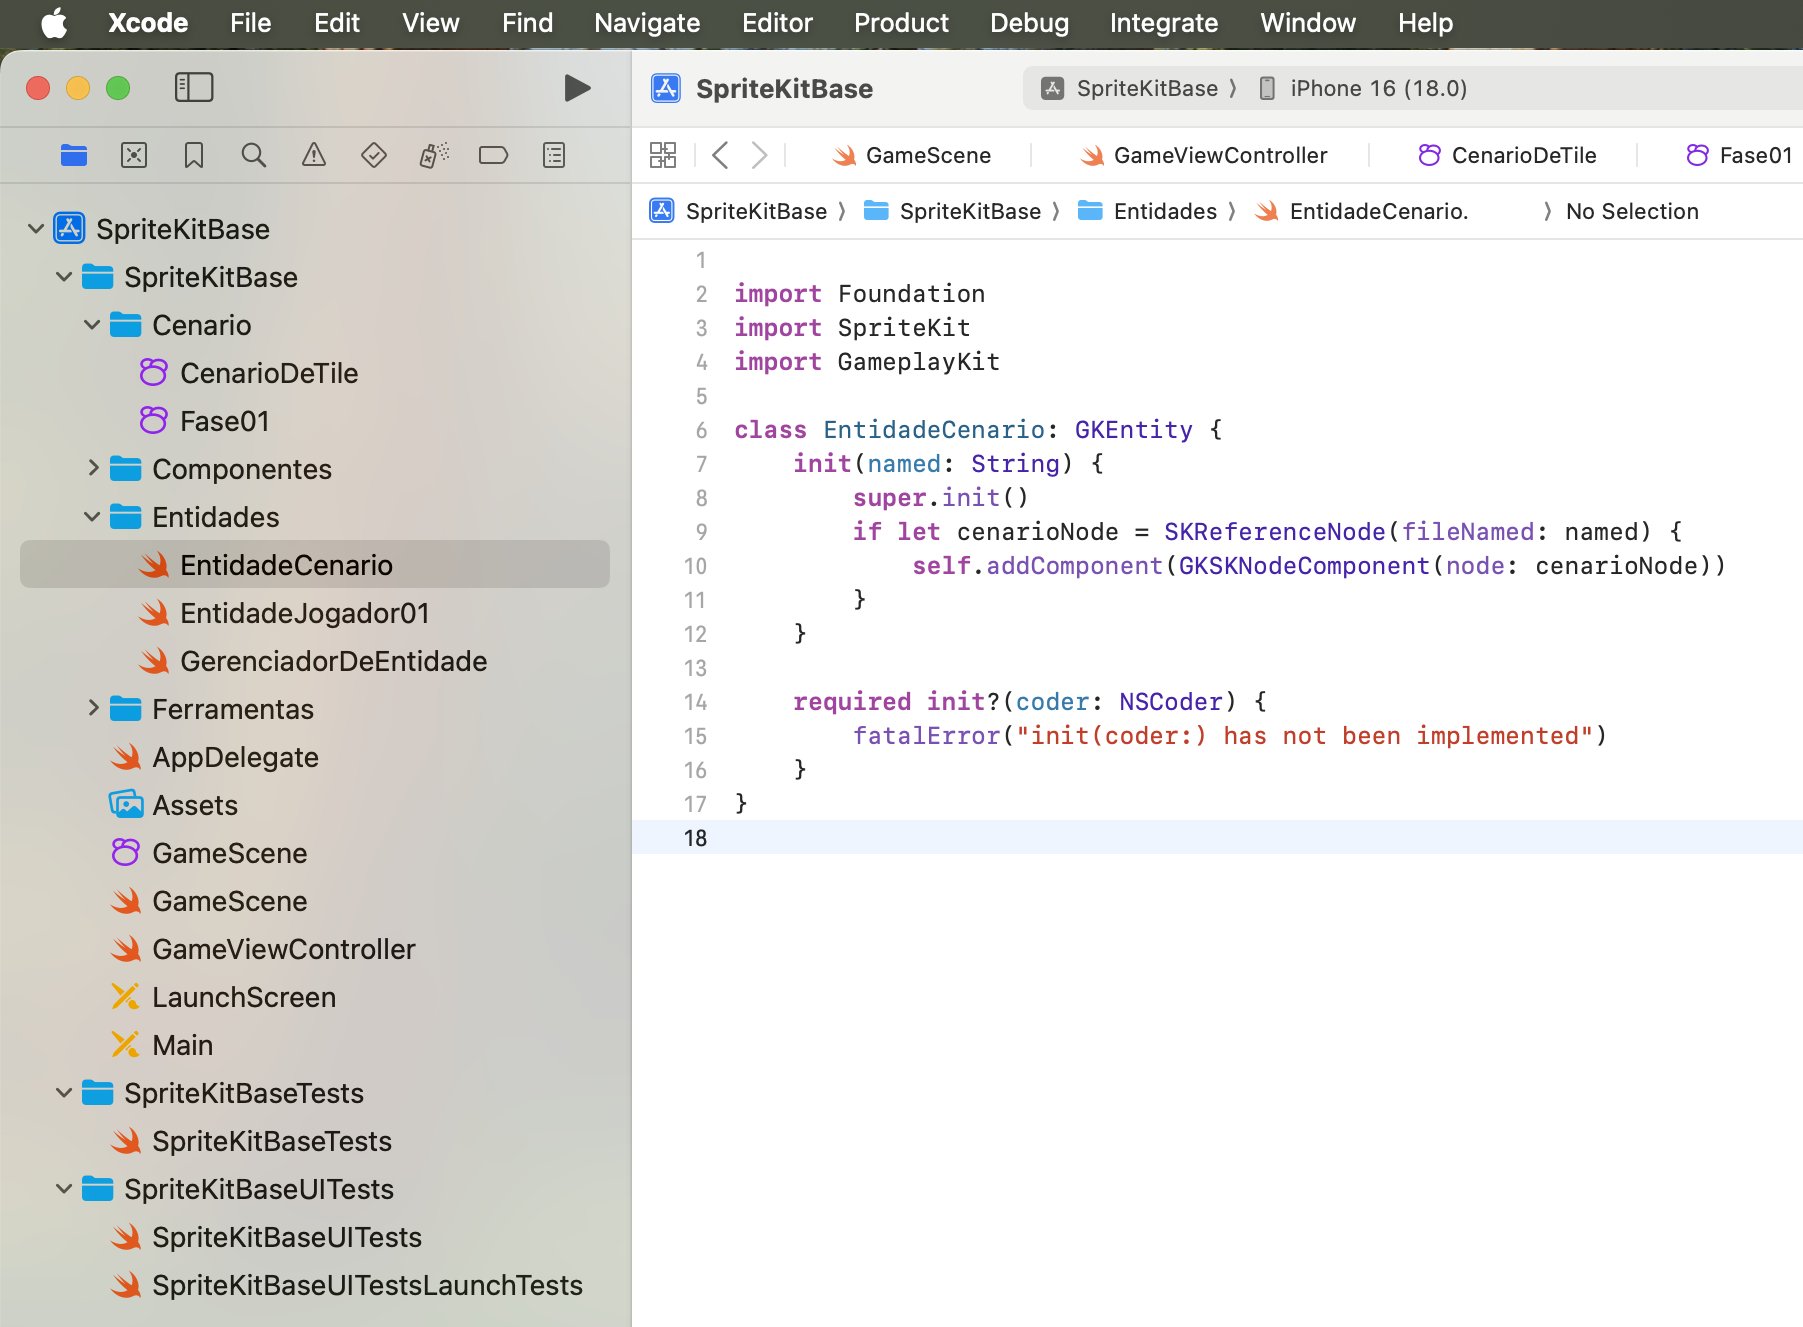 Xcode File Edit View Find Navigate Editor Product Debug Integrate Window Help
SpriteKitBase
SpriteKitBase
Cenario
CenarioDeTile
Fase01
Componentes
Entidades
EntidadeCenario
EntidadeJogador01
GerenciadorDeEntidade
Ferramentas
AppDelegate
Assets
GameScene
GameScene
GameViewController
LaunchScreen
Main
SpriteKitBaseTests
SpriteKitBaseTests
SpriteKitBaseUITests
SpriteKitBaseUITests
SpriteKitBaseUITestsLaunchTests
SpriteKitBase SpriteKitBase 〉 iPhone 16 (18.0)
GameScene GameViewController CenarioDeTile Fase01
SpriteKitBase 〉 SpriteKitBase 〉 Entidades 〉 EntidadeCenario. 〉 No Selection
1
2 import Foundation
3 import SpriteKit
4 import GameplayKit
5
6 class EntidadeCenario: GKEntity {
7     init(named: String) {
8         super.init()
9         if let cenarioNode = SKReferenceNode(fileNamed: named) {
10             self.addComponent(GKSKNodeComponent(node: cenarioNode))
11         }
12     }
13
14     required init?(coder: NSCoder) {
15         fatalError("init(coder:) has not been implemented")
16     }
17 }
18